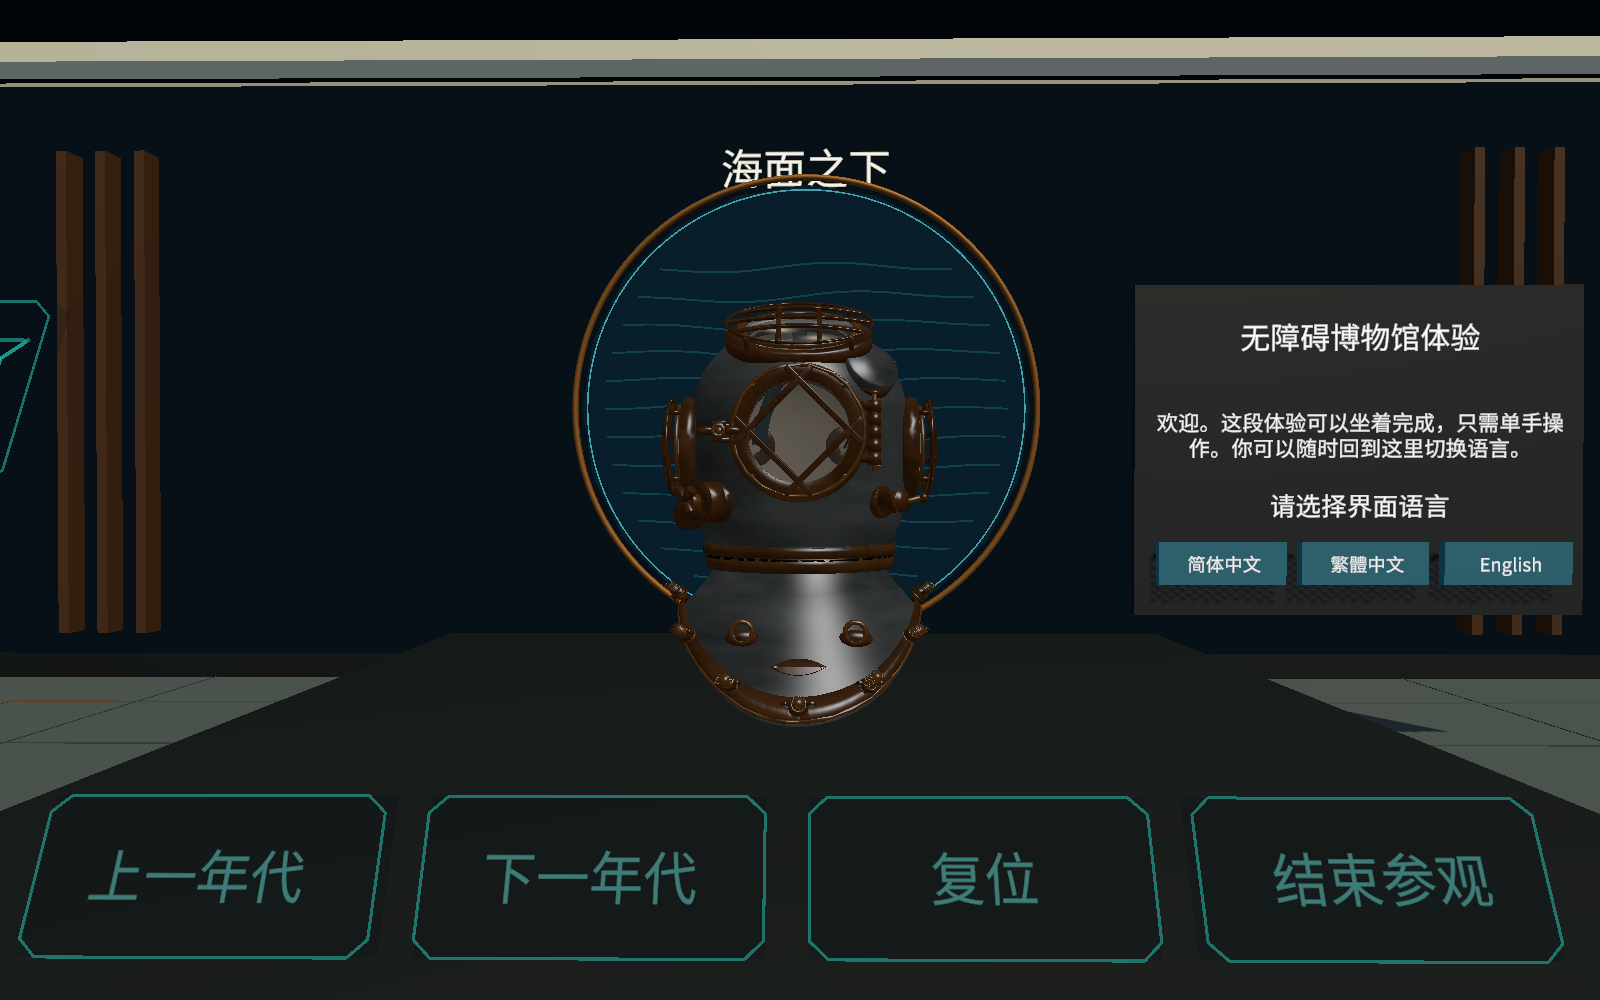 海面之下
无障碍博物馆体验
欢迎。这段体验可以坐着完成，只需单手操
作。你可以随时回到这里切换语言。
请选择界面语言
简体中文
繁體中文
English
上一年代
下一年代
复位
结束参观